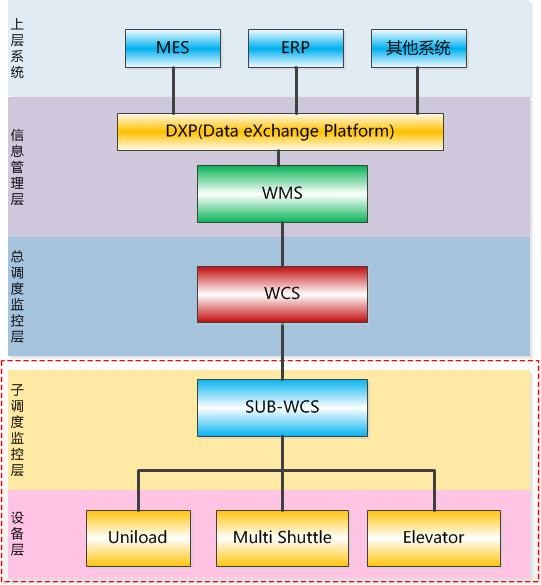 上层系统
MES
ERP
其他系统
信息管理层
DXP(Data eXchange Platform)
WMS
总调度监控层
WCS
子调度监控层
SUB-WCS
设备层
Uniload
Multi Shuttle
Elevator